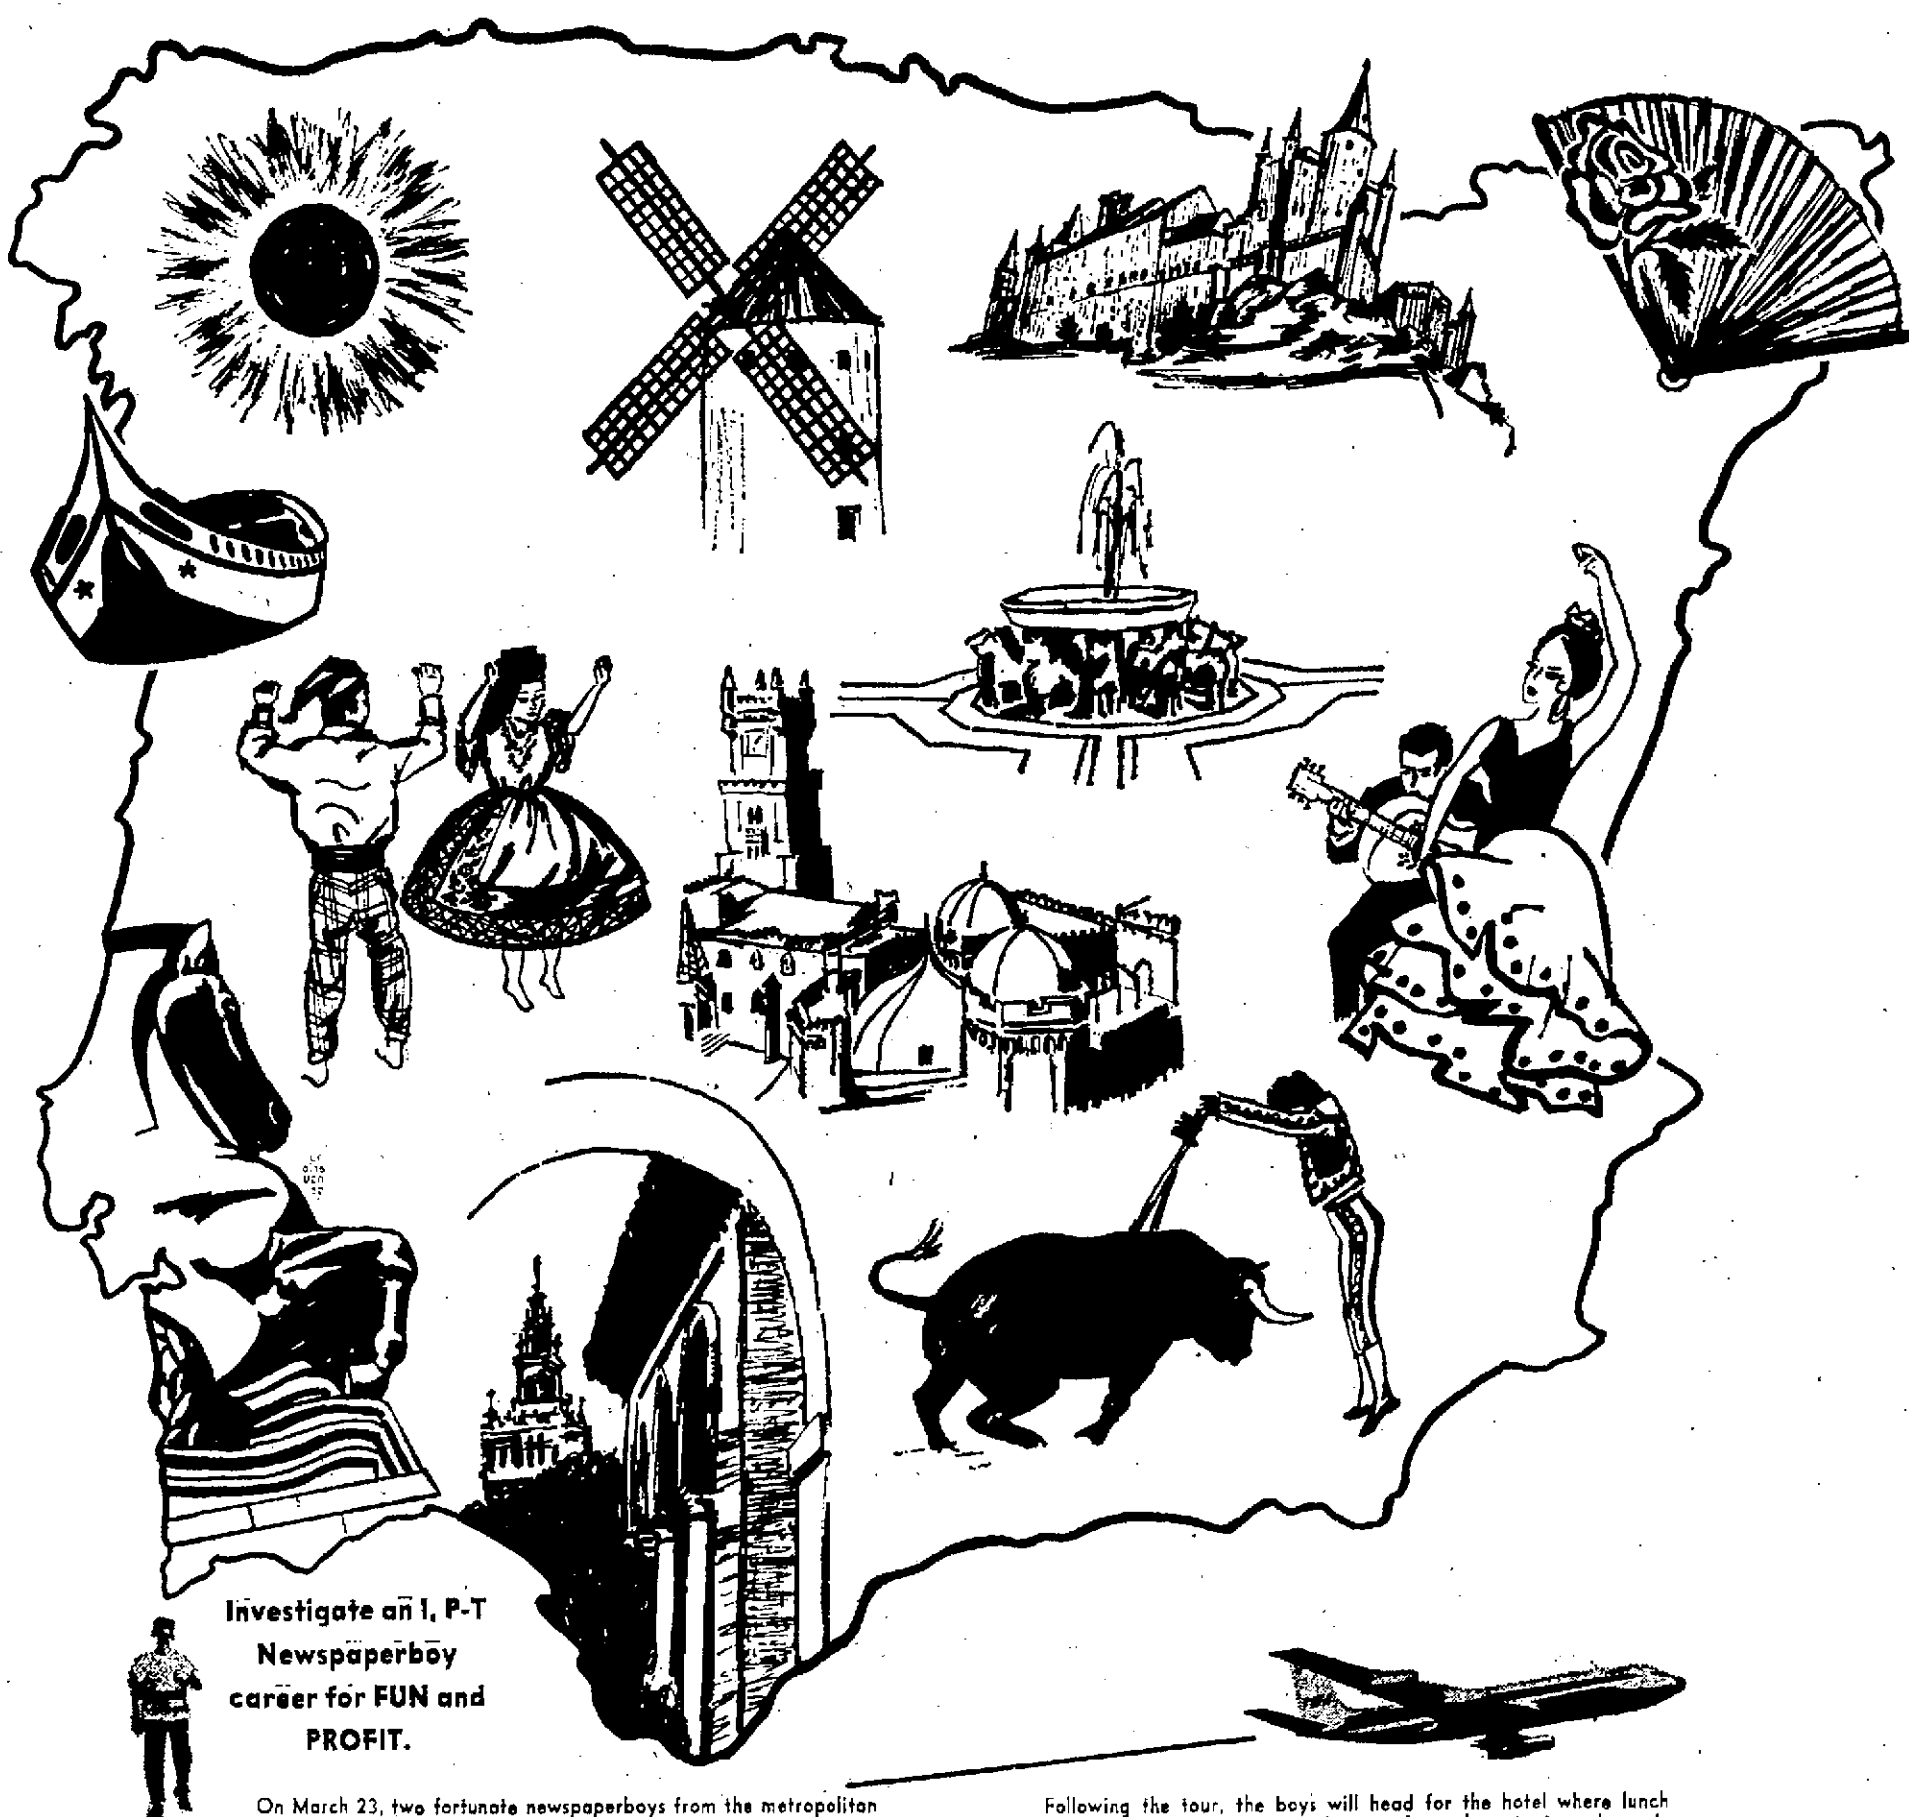 Investigate an I, P-T
Newspaperboy
career for FUN and
PROFIT.
On March 23, two fortunate newspaperboys from the metropolitan
Following the tour, the boys will head for the hotel where lunch